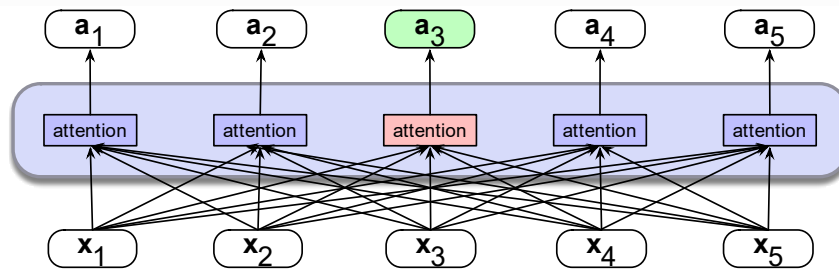 a1 a2 a3 a4 a5
attention attention attention attention attention
x1 x2 x3 x4 x5